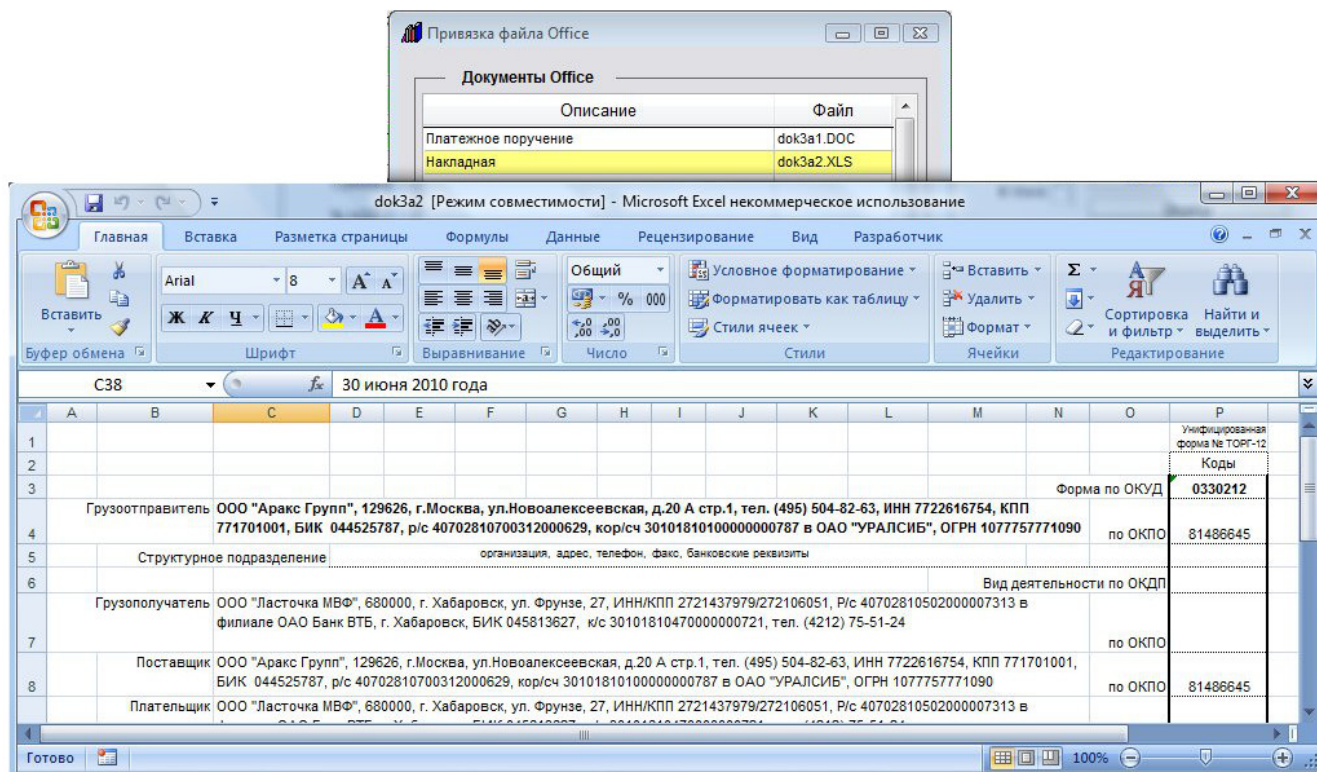 Привязка файла Office
Документы Office
Описание Файл
Платежное поручение dok3a1.DOC
Накладная dok3a2.XLS
dok3a2 [Режим совместимости] - Microsoft Excel некоммерческое использование
Главная Вставка Разметка страницы Формулы Данные Рецензирование Вид Разработчик
Вставить
Arial 8
Ж К Ч
Общий
% 000
Условное форматирование
Форматировать как таблицу
Стили ячеек
Вставить
Удалить
Формат
Σ
Сортировка и фильтр
Найти и выделить
Буфер обмена Шрифт Выравнивание Число Стили Ячейки Редактирование
C38 fx 30 июня 2010 года
A B C D E F G H I J K L M N O P
1 Унифицированная
форма № ТОРГ-12
2 Коды
3 Форма по ОКУД 0330212
Грузоотправитель ООО "Аракс Групп", 129626, г.Москва, ул.Новоалексеевская, д.20 А стр.1, тел. (495) 504-82-63, ИНН 7722616754, КПП
4 771701001, БИК 044525787, р/с 40702810700312000629, кор/сч 30101810100000000787 в ОАО "УРАЛСИБ", ОГРН 1077757771090 по ОКПО 81486645
5 Структурное подразделение организация, адрес, телефон, факс, банковские реквизиты
6 Вид деятельности по ОКДП
Грузополучатель ООО "Ласточка МВФ", 680000, г. Хабаровск, ул. Фрунзе, 27, ИНН/КПП 2721437979/272106051, Р/с 40702810502000007313 в
филиале ОАО Банк ВТБ, г. Хабаровск, БИК 045813627, к/с 30101810470000000721, тел. (4212) 75-51-24
7 по ОКПО
Поставщик ООО "Аракс Групп", 129626, г.Москва, ул.Новоалексеевская, д.20 А стр.1, тел. (495) 504-82-63, ИНН 7722616754, КПП 771701001,
8 БИК 044525787, р/с 40702810700312000629, кор/сч 30101810100000000787 в ОАО "УРАЛСИБ", ОГРН 1077757771090 по ОКПО 81486645
Плательщик ООО "Ласточка МВФ", 680000, г. Хабаровск, ул. Фрунзе, 27, ИНН/КПП 2721437979/272106051, Р/с 40702810502000007313 в
Готово 100%